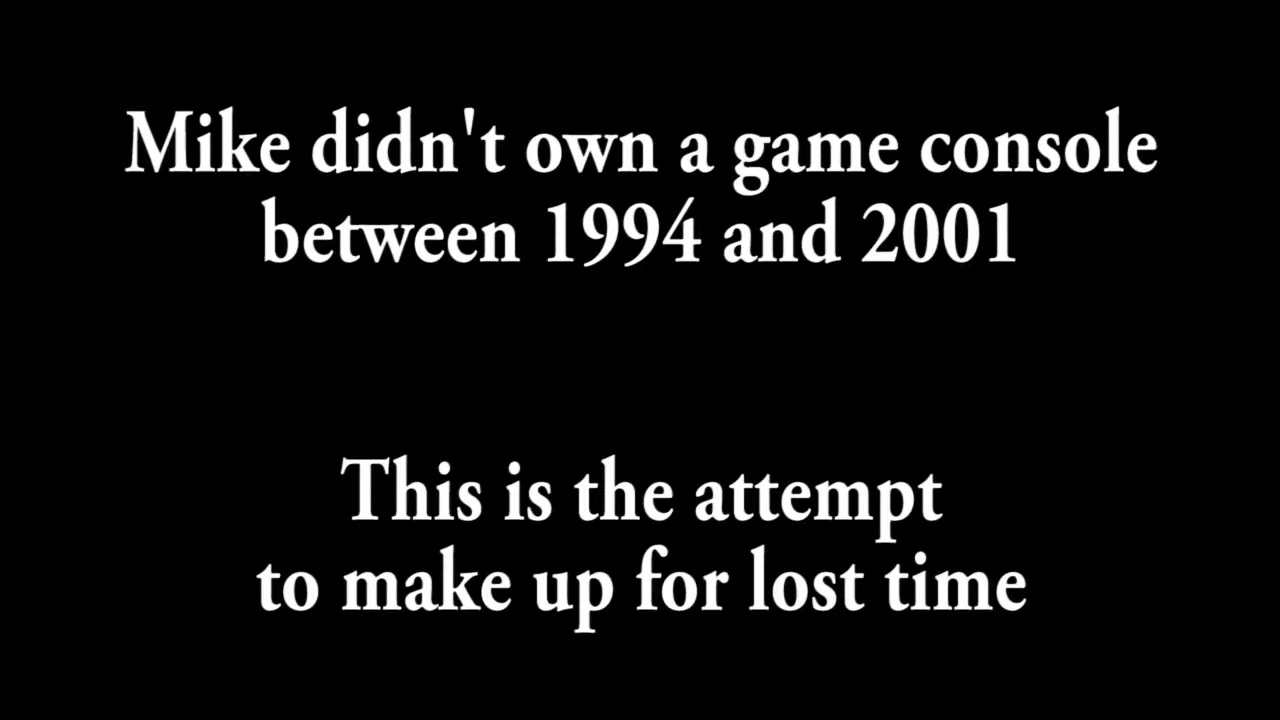 Mike didn't own a game console
between 1994 and 2001
This is the attempt
to make up for lost time